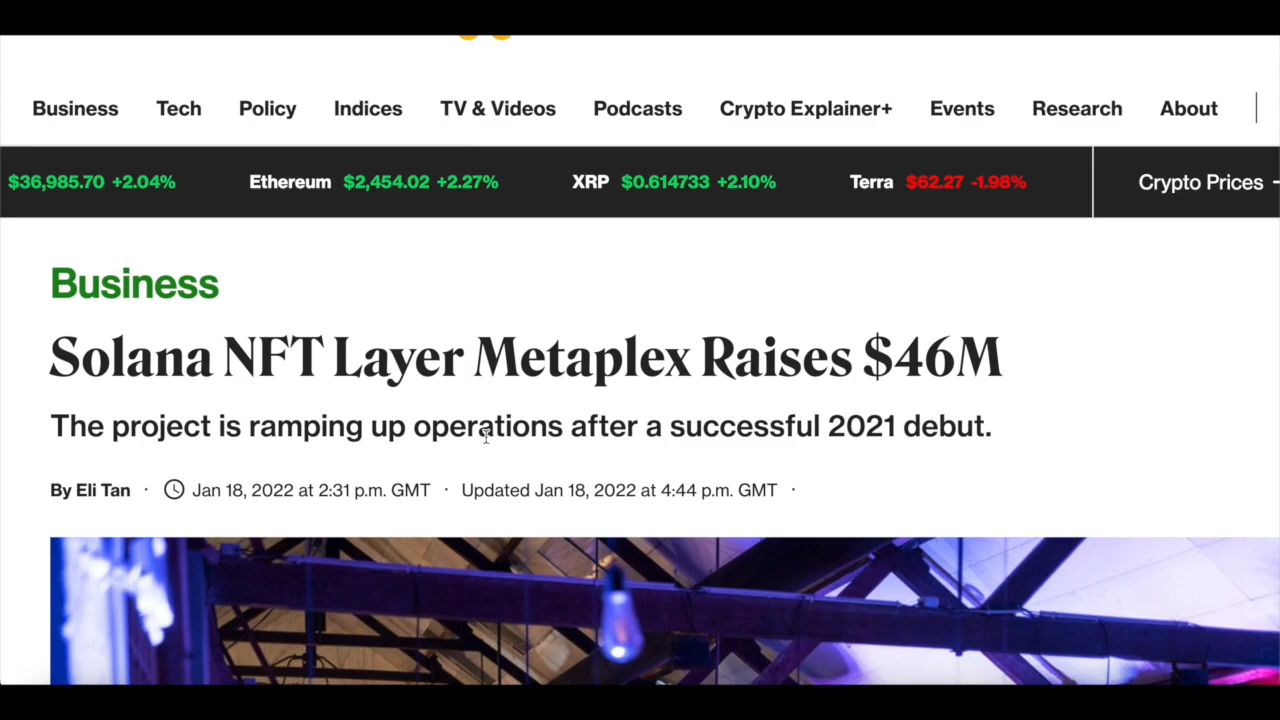 Business Tech Policy Indices TV & Videos Podcasts Crypto Explainer+ Events Research About
$36,985.70 +2.04% Ethereum $2,454.02 +2.27% XRP $0.614733 +2.10% Terra $62.27 -1.98% Crypto Prices
Business
Solana NFT Layer Metaplex Raises $46M
The project is ramping up operations after a successful 2021 debut.
By Eli Tan · Jan 18, 2022 at 2:31 p.m. GMT · Updated Jan 18, 2022 at 4:44 p.m. GMT ·